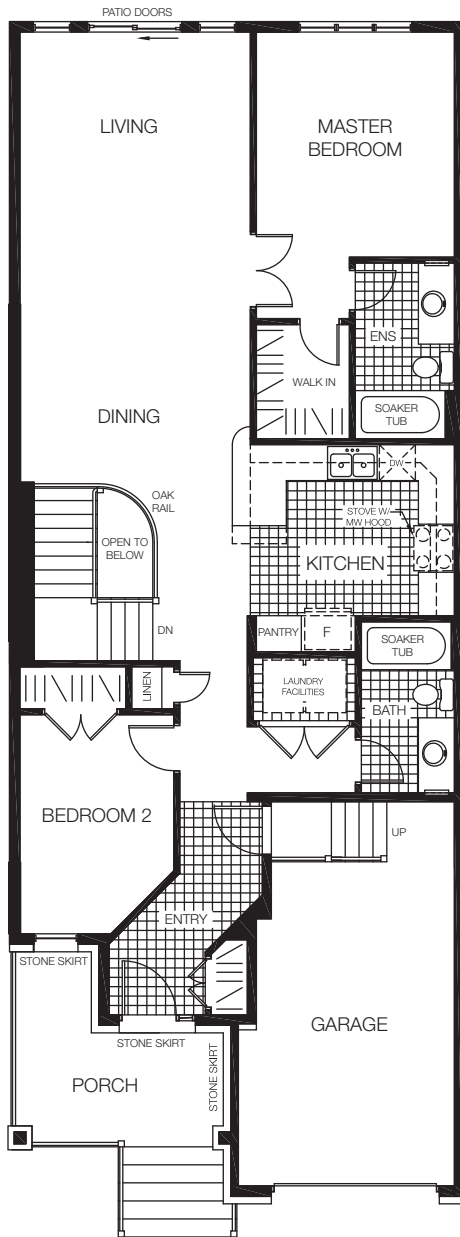 PATIO DOORS
LIVING
MASTER
BEDROOM
ENS
WALK IN
SOAKER
TUB
DINING
DW
OAK
RAIL
STOVE W/
MW HOOD
OPEN TO
BELOW
KITCHEN
DN
PANTRY
F
SOAKER
TUB
LINEN
LAUNDRY
FACILITIES
BATH
BEDROOM 2
UP
ENTRY
STONE SKIRT
GARAGE
STONE SKIRT
STONE SKIRT
PORCH